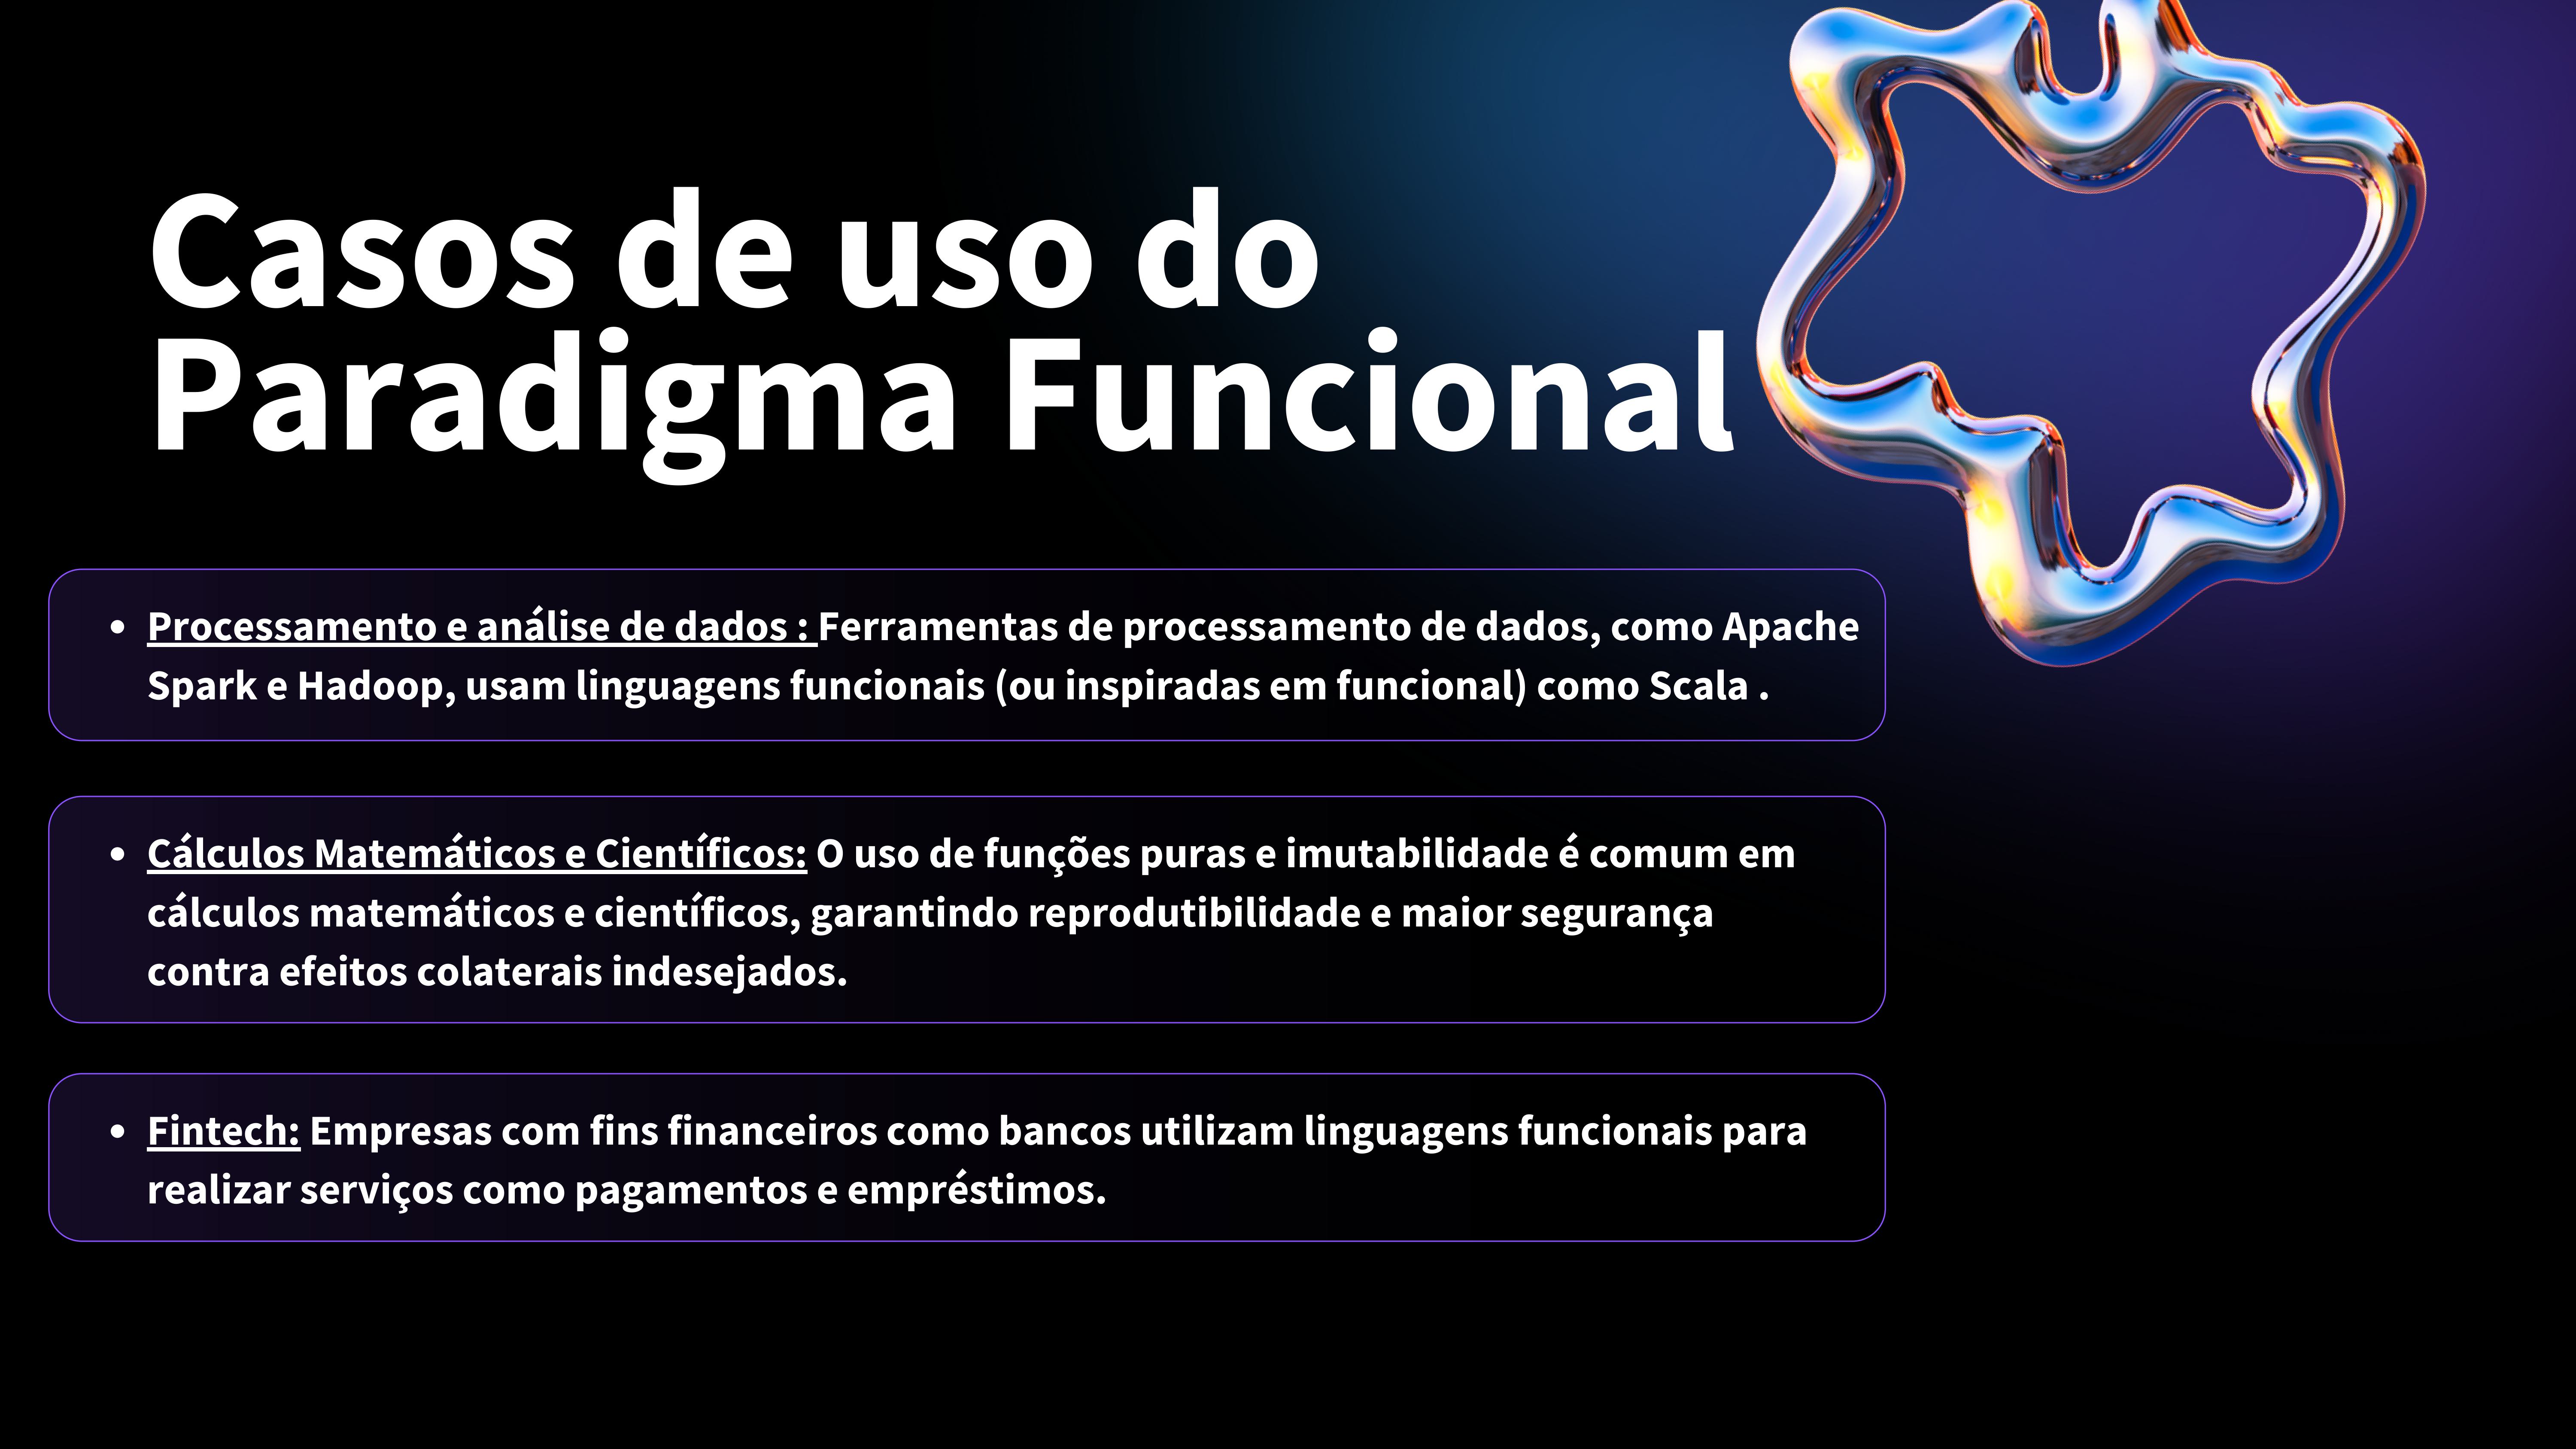 Casos de uso do
Paradigma Funcional
• Processamento e análise de dados : Ferramentas de processamento de dados, como Apache
Spark e Hadoop, usam linguagens funcionais (ou inspiradas em funcional) como Scala .
• Cálculos Matemáticos e Científicos: O uso de funções puras e imutabilidade é comum em
cálculos matemáticos e científicos, garantindo reprodutibilidade e maior segurança
contra efeitos colaterais indesejados.
• Fintech: Empresas com fins financeiros como bancos utilizam linguagens funcionais para
realizar serviços como pagamentos e empréstimos.